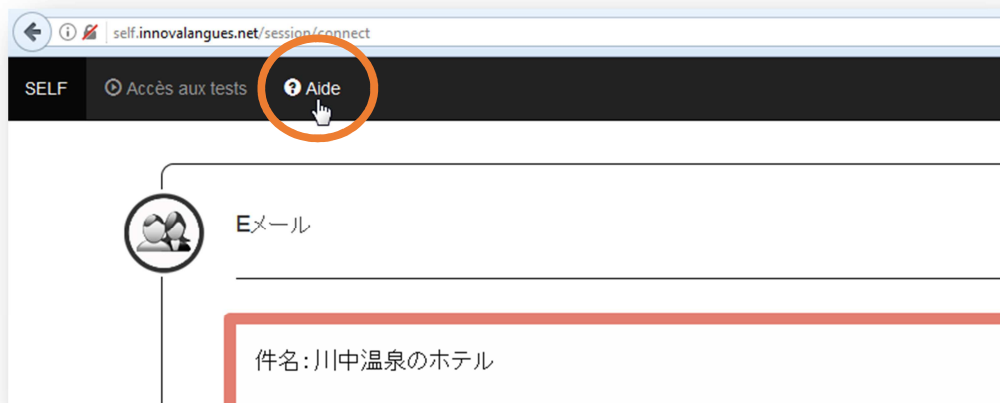 self.innovalangues.net/session/connect
SELF Accès aux tests Aide
Eメール
件名:川中温泉のホテル